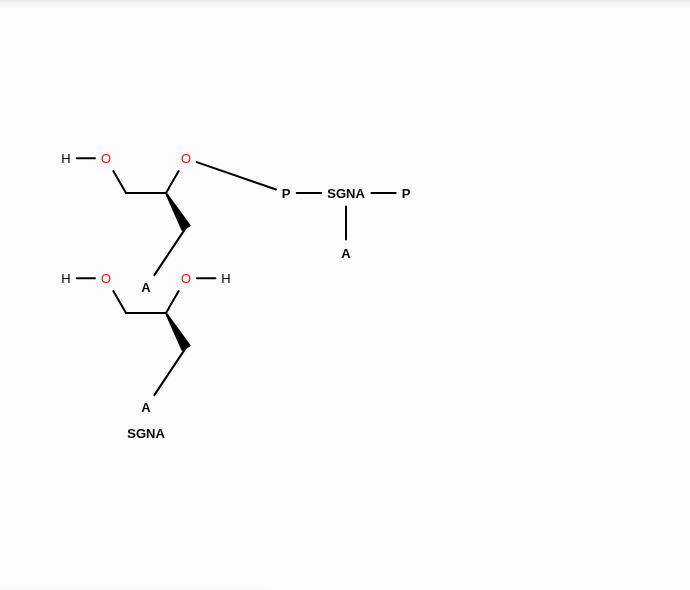 H O O
P SGNA P
A
A
H O O H
A
SGNA